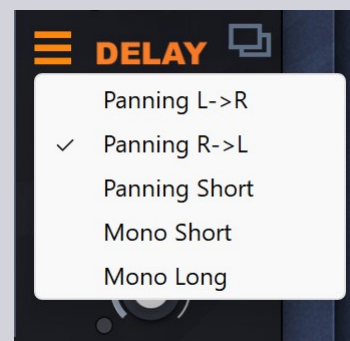 DELAY
Panning L->R
Panning R->L
Panning Short
Mono Short
Mono Long